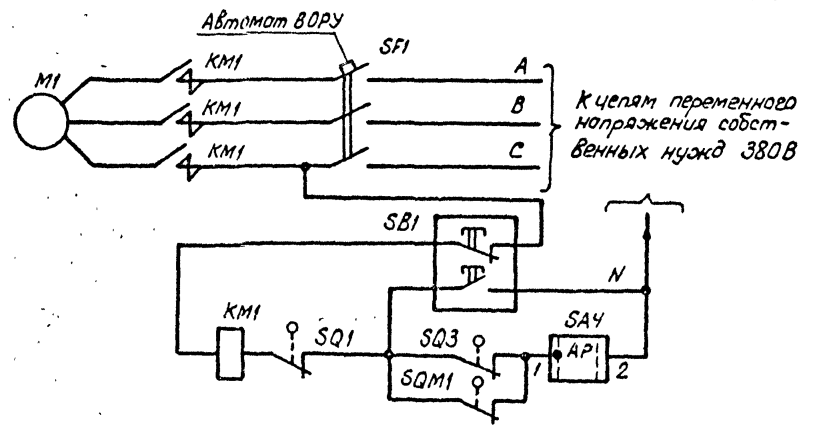 Автомат ВОРУ
SF1
M1
KM1
A
KM1
B
KM1
C
К цепям переменного
напряжения собст-
венных нужд 380В
SB1
N
KM1
SQ1
SQ3
SA4
AP
1
2
SQM1